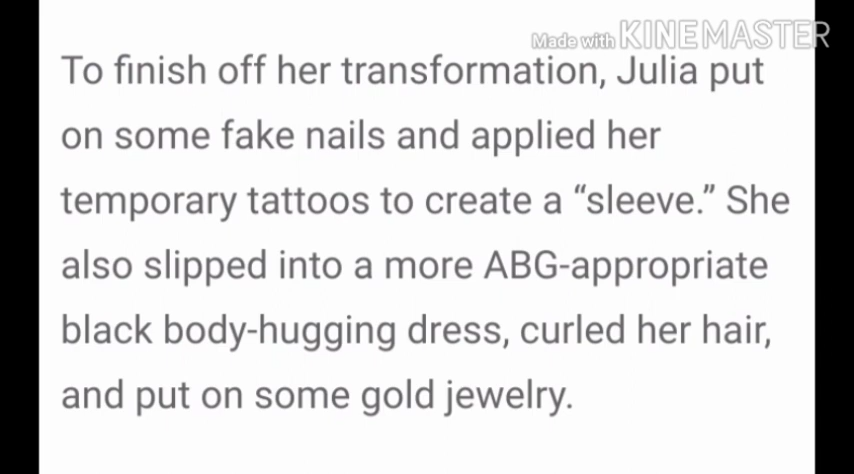 Made with KINEMASTER
To finish off her transformation, Julia put
on some fake nails and applied her
temporary tattoos to create a “sleeve.” She
also slipped into a more ABG-appropriate
black body-hugging dress, curled her hair,
and put on some gold jewelry.